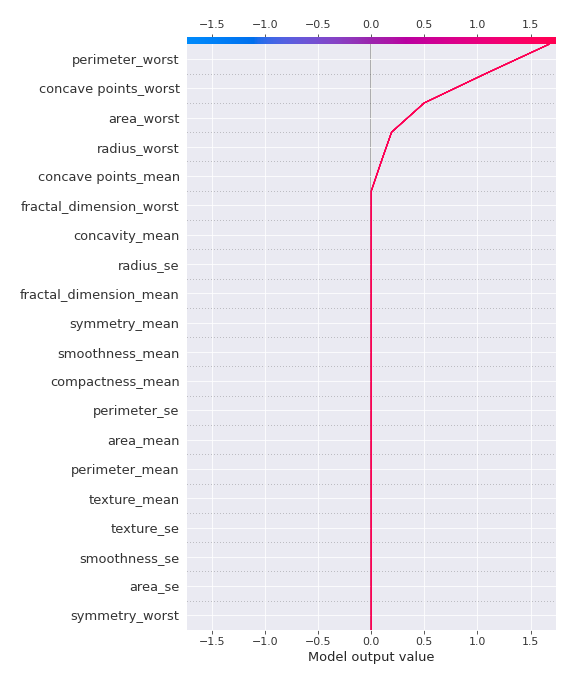 −1.5 −1.0 −0.5 0.0 0.5 1.0 1.5
perimeter_worst
concave points_worst
area_worst
radius_worst
concave points_mean
fractal_dimension_worst
concavity_mean
radius_se
fractal_dimension_mean
symmetry_mean
smoothness_mean
compactness_mean
perimeter_se
area_mean
perimeter_mean
texture_mean
texture_se
smoothness_se
area_se
symmetry_worst
−1.5 −1.0 −0.5 0.0 0.5 1.0 1.5
Model output value